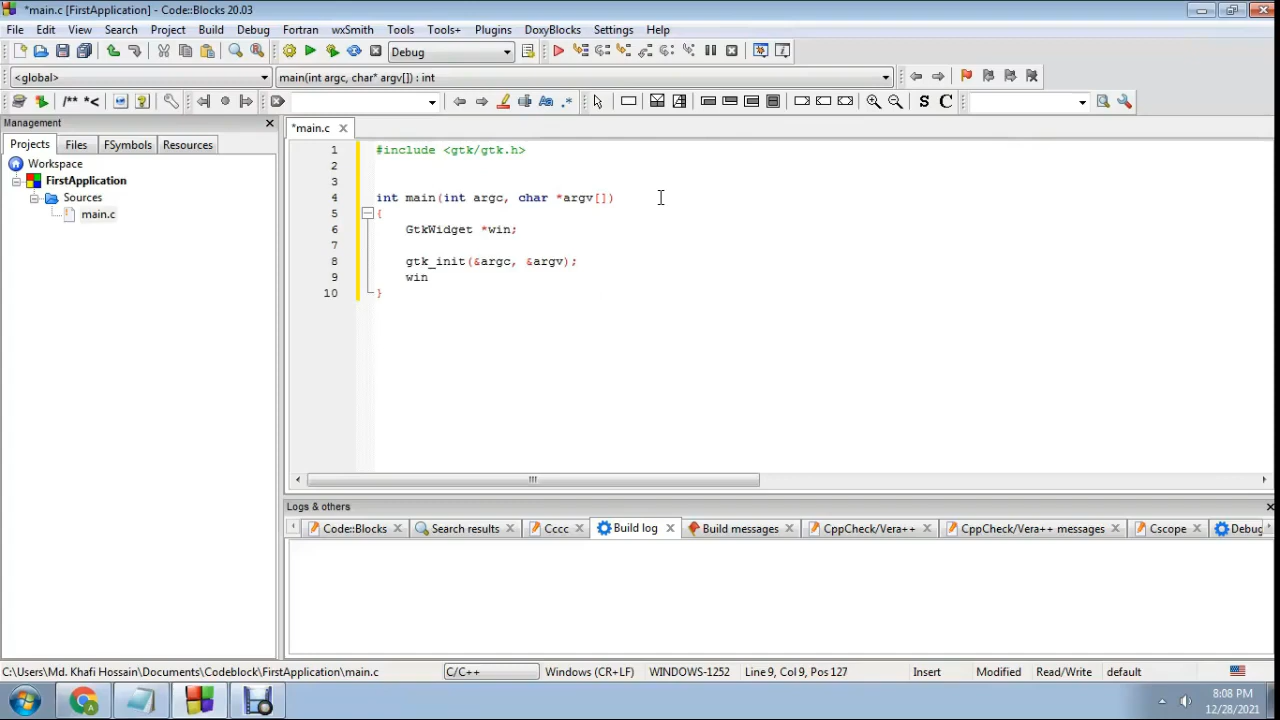 *main.c [FirstApplication] - Code::Blocks 20.03
File Edit View Search Project Build Debug Fortran wxSmith Tools Tools+ Plugins DoxyBlocks Settings Help
Debug
<global> main(int argc, char* argv[]) : int
/** *< Aa .* S C
Management
Projects Files FSymbols Resources
Workspace
FirstApplication
Sources
main.c
*main.c
1 #include <gtk/gtk.h>
2
3
4 int main(int argc, char *argv[])
5 {
6 GtkWidget *win;
7
8 gtk_init(&argc, &argv);
9 win
10 }
Logs & others
Code::Blocks Search results Cccc Build log Build messages CppCheck/Vera++ CppCheck/Vera++ messages Cscope Debug
C:\Users\Md. Khafi Hossain\Documents\Codeblock\FirstApplication\main.c C/C++ Windows (CR+LF) WINDOWS-1252 Line 9, Col 9, Pos 127 Insert Modified Read/Write default
8:08 PM
12/28/2021